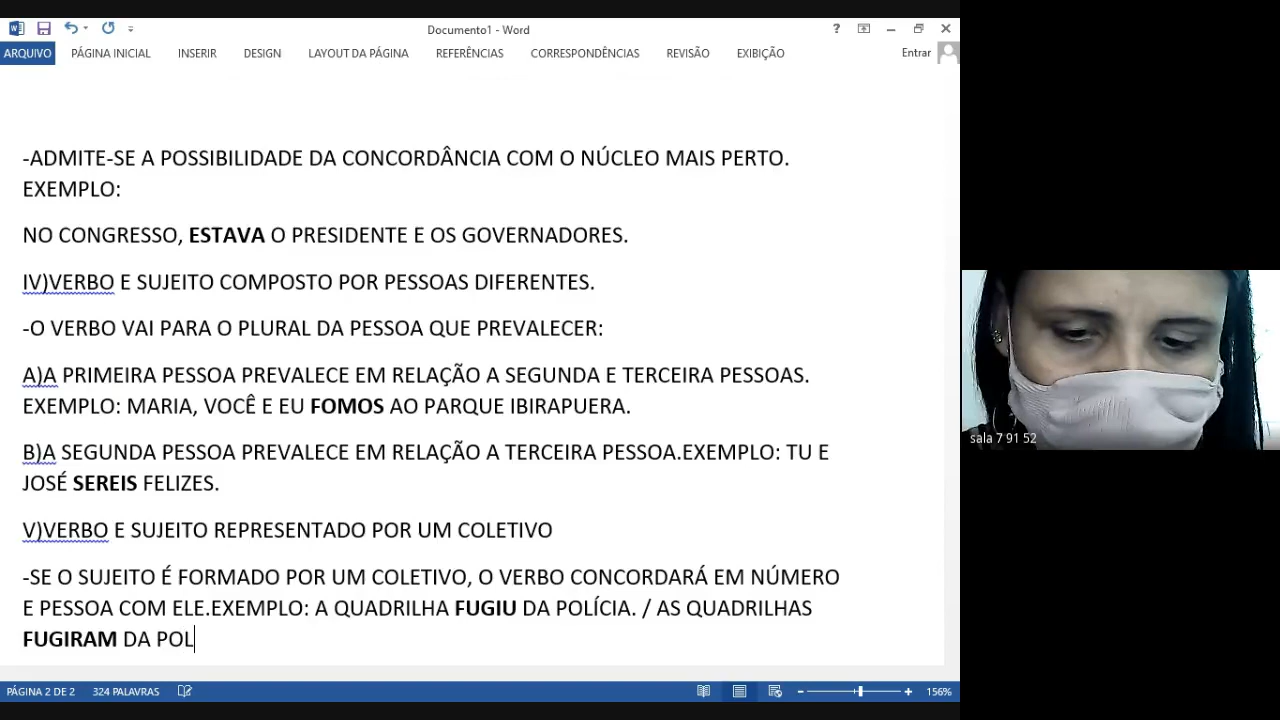 Documento1 - Word
?
ARQUIVO PÁGINA INICIAL INSERIR DESIGN LAYOUT DA PÁGINA REFERÊNCIAS CORRESPONDÊNCIAS REVISÃO EXIBIÇÃO Entrar
-ADMITE-SE A POSSIBILIDADE DA CONCORDÂNCIA COM O NÚCLEO MAIS PERTO.
EXEMPLO:
NO CONGRESSO, ESTAVA O PRESIDENTE E OS GOVERNADORES.
IV)VERBO E SUJEITO COMPOSTO POR PESSOAS DIFERENTES.
-O VERBO VAI PARA O PLURAL DA PESSOA QUE PREVALECER:
A)A PRIMEIRA PESSOA PREVALECE EM RELAÇÃO A SEGUNDA E TERCEIRA PESSOAS.
EXEMPLO: MARIA, VOCÊ E EU FOMOS AO PARQUE IBIRAPUERA.
B)A SEGUNDA PESSOA PREVALECE EM RELAÇÃO A TERCEIRA PESSOA.EXEMPLO: TU E
JOSÉ SEREIS FELIZES.
V)VERBO E SUJEITO REPRESENTADO POR UM COLETIVO
-SE O SUJEITO É FORMADO POR UM COLETIVO, O VERBO CONCORDARÁ EM NÚMERO
E PESSOA COM ELE.EXEMPLO: A QUADRILHA FUGIU DA POLÍCIA. / AS QUADRILHAS
FUGIRAM DA POL
PÁGINA 2 DE 2 324 PALAVRAS 156%
sala 7 91 52